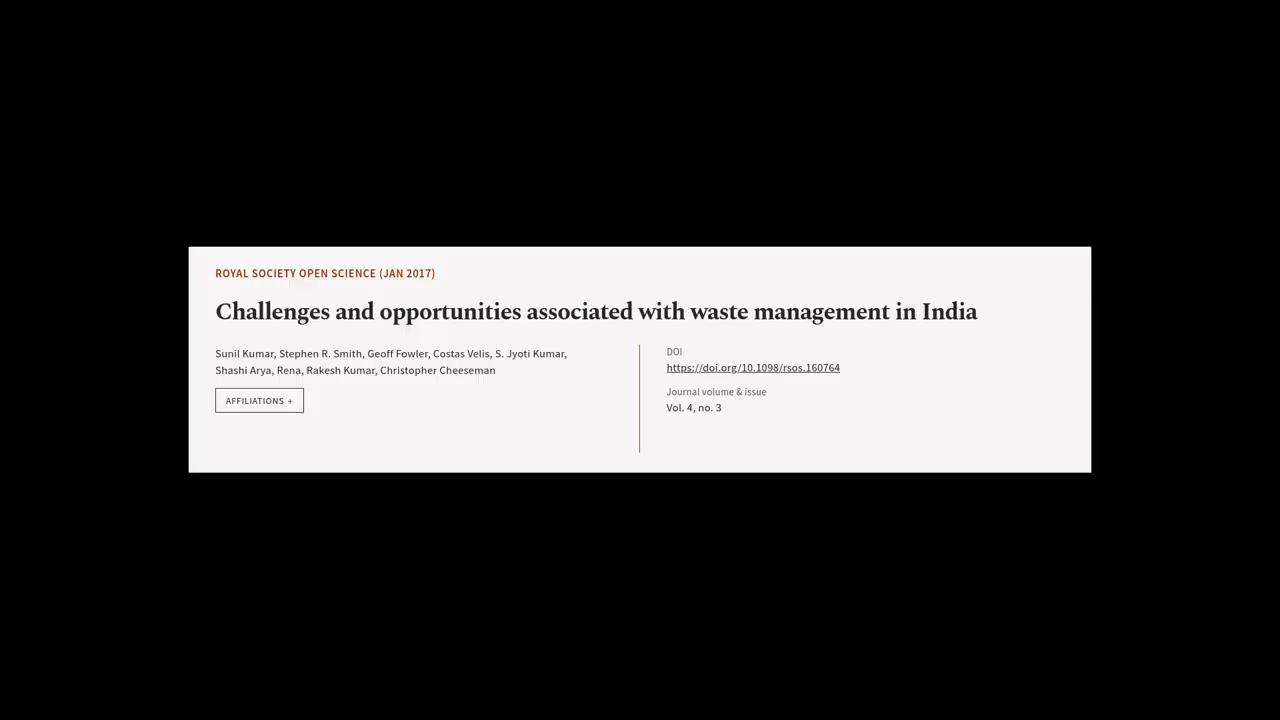 ROYAL SOCIETY OPEN SCIENCE (JAN 2017)
Challenges and opportunities associated with waste management in India
Sunil Kumar, Stephen R. Smith, Geoff Fowler, Costas Velis, S. Jyoti Kumar,
Shashi Arya, Rena, Rakesh Kumar, Christopher Cheeseman
AFFILIATIONS +
DOI
https://doi.org/10.1098/rsos.160764
Journal volume & issue
Vol. 4, no. 3